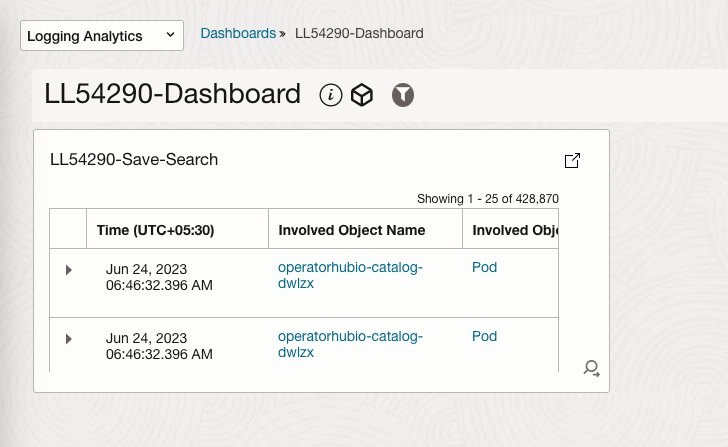 Logging Analytics
Dashboards » LL54290-Dashboard
LL54290-Dashboard
LL54290-Save-Search
Showing 1 - 25 of 428,870
Time (UTC+05:30) Involved Object Name Involved Obje
Jun 24, 2023 operatorhubio-catalog- Pod
06:46:32.396 AM dwlzx
Jun 24, 2023 operatorhubio-catalog- Pod
06:46:32.396 AM dwlzx